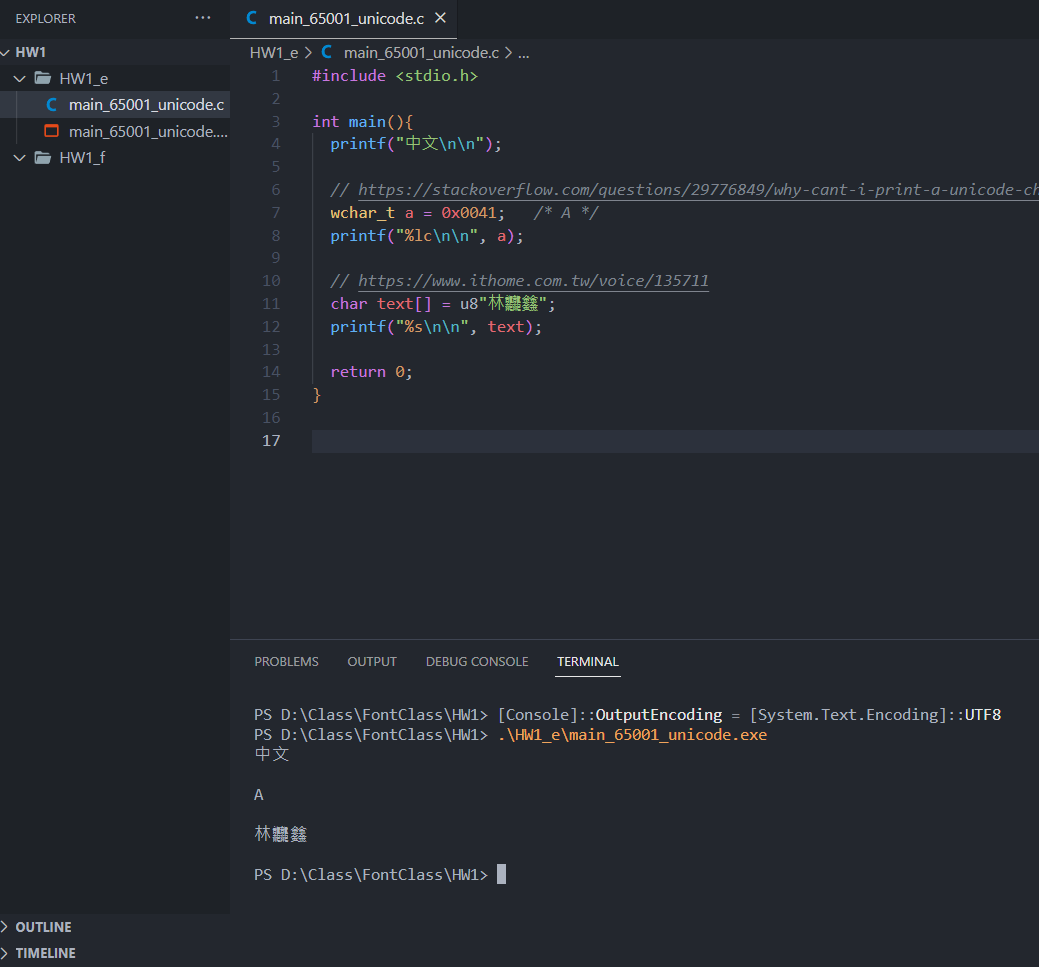 EXPLORER ...
main_65001_unicode.c
HW1
HW1_e > C main_65001_unicode.c > ...
HW1_e
main_65001_unicode.c
main_65001_unicode....
HW1_f
1 #include <stdio.h>
2
3 int main(){
4 printf("中文\n\n");
5
6 // https://stackoverflow.com/questions/29776849/why-cant-i-print-a-unicode-ch
7 wchar_t a = 0x0041; /* A */
8 printf("%lc\n\n", a);
9
10 // https://www.ithome.com.tw/voice/135711
11 char text[] = u8"林鑫";
12 printf("%s\n\n", text);
13
14 return 0;
15 }
16
17
PROBLEMS OUTPUT DEBUG CONSOLE TERMINAL
PS D:\Class\FontClass\HW1> [Console]::OutputEncoding = [System.Text.Encoding]::UTF8
PS D:\Class\FontClass\HW1> .\HW1_e\main_65001_unicode.exe
中文
A
林鑫
PS D:\Class\FontClass\HW1>
OUTLINE
TIMELINE